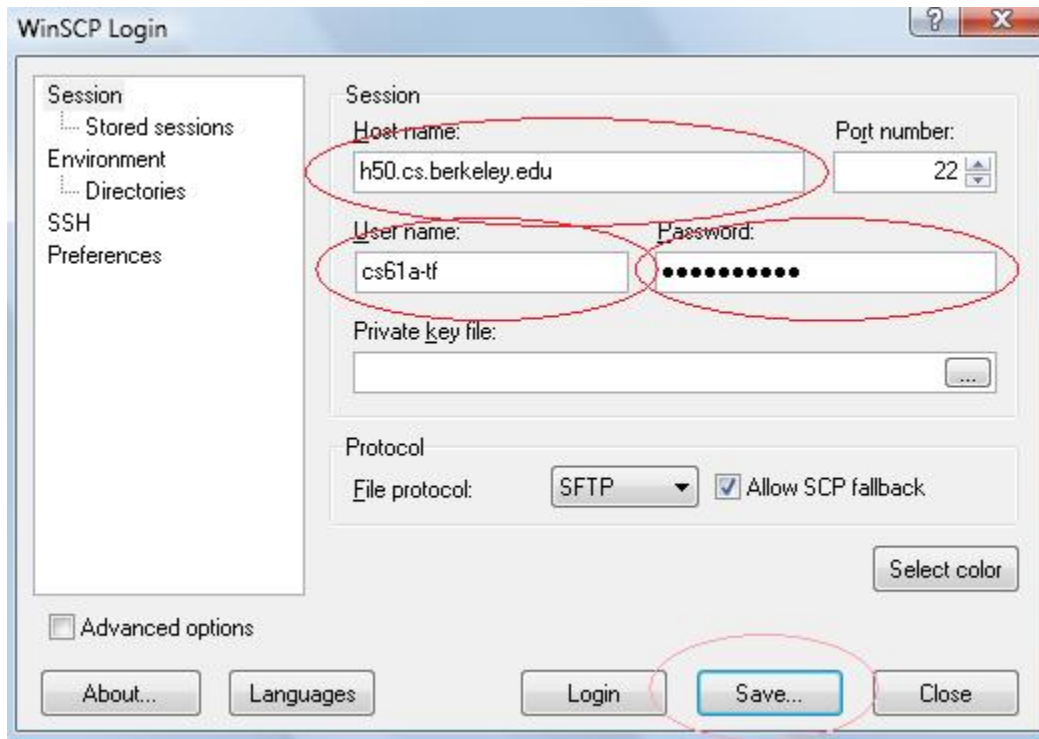 WinSCP Login
Session
Stored sessions
Environment
Directories
SSH
Preferences
Session
Host name:
Port number:
h50.cs.berkeley.edu
22
User name:
Password:
cs61a-tf
●●●●●●●●●●
Private key file:
...
Protocol
File protocol:
SFTP
Allow SCP fallback
Select color
Advanced options
About...
Languages
Login
Save...
Close